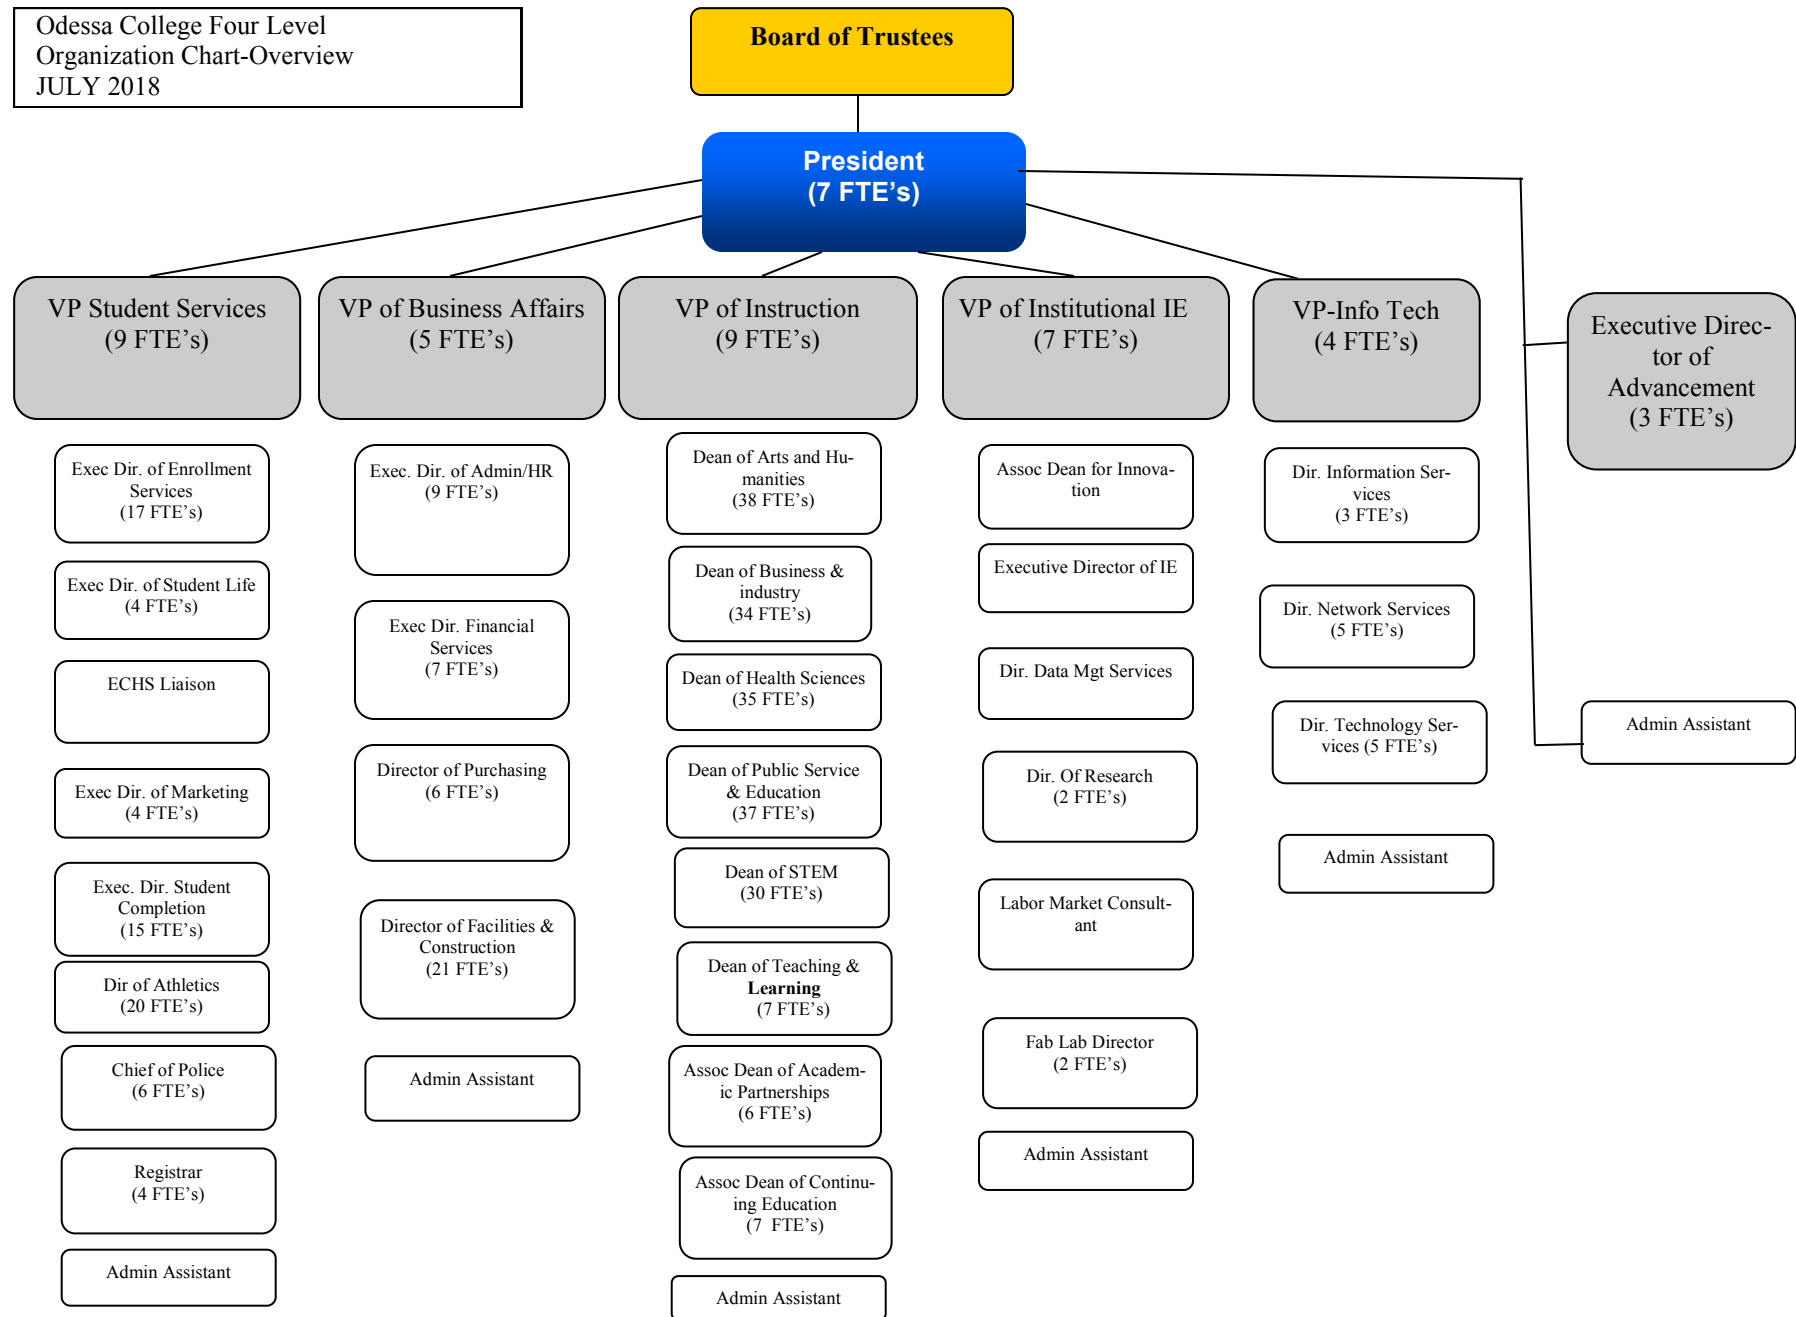 Odessa College Four Level
Organization Chart-Overview
JULY 2018
Board of Trustees
President
(7 FTE’s)
VP Student Services
(9 FTE’s)
VP of Business Affairs
(5 FTE’s)
VP of Instruction
(9 FTE’s)
VP of Institutional IE
(7 FTE’s)
VP-Info Tech
(4 FTE’s)
Executive Direc-
tor of
Advancement
(3 FTE’s)
Exec Dir. of Enrollment
Services
(17 FTE’s)
Exec Dir. of Student Life
(4 FTE’s)
ECHS Liaison
Exec Dir. of Marketing
(4 FTE’s)
Exec. Dir. Student
Completion
(15 FTE’s)
Dir of Athletics
(20 FTE’s)
Chief of Police
(6 FTE’s)
Registrar
(4 FTE’s)
Admin Assistant
Exec. Dir. of Admin/HR
(9 FTE’s)
Exec Dir. Financial
Services
(7 FTE’s)
Director of Purchasing
(6 FTE’s)
Director of Facilities &
Construction
(21 FTE’s)
Admin Assistant
Dean of Arts and Hu-
manities
(38 FTE’s)
Dean of Business &
industry
(34 FTE’s)
Dean of Health Sciences
(35 FTE’s)
Dean of Public Service
& Education
(37 FTE’s)
Dean of STEM
(30 FTE’s)
Dean of Teaching &
Learning
(7 FTE’s)
Assoc Dean of Academ-
ic Partnerships
(6 FTE’s)
Assoc Dean of Continu-
ing Education
(7  FTE’s)
Admin Assistant
Assoc Dean for Innova-
tion
Executive Director of IE
Dir. Data Mgt Services
Dir. Of Research
(2 FTE’s)
Labor Market Consult-
ant
Fab Lab Director
(2 FTE’s)
Admin Assistant
Dir. Information Ser-
vices
(3 FTE’s)
Dir. Network Services
(5 FTE’s)
Dir. Technology Ser-
vices (5 FTE’s)
Admin Assistant
Admin Assistant